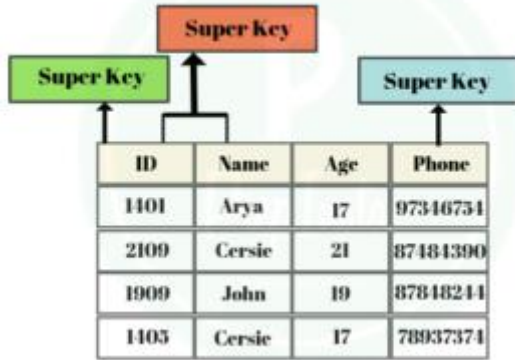 Super Key
Super Key
Super Key
ID Name Age Phone
1401 Arya 17 97346734
2109 Cersie 21 87484390
1909 John 19 87848244
1403 Cersie 17 78937374